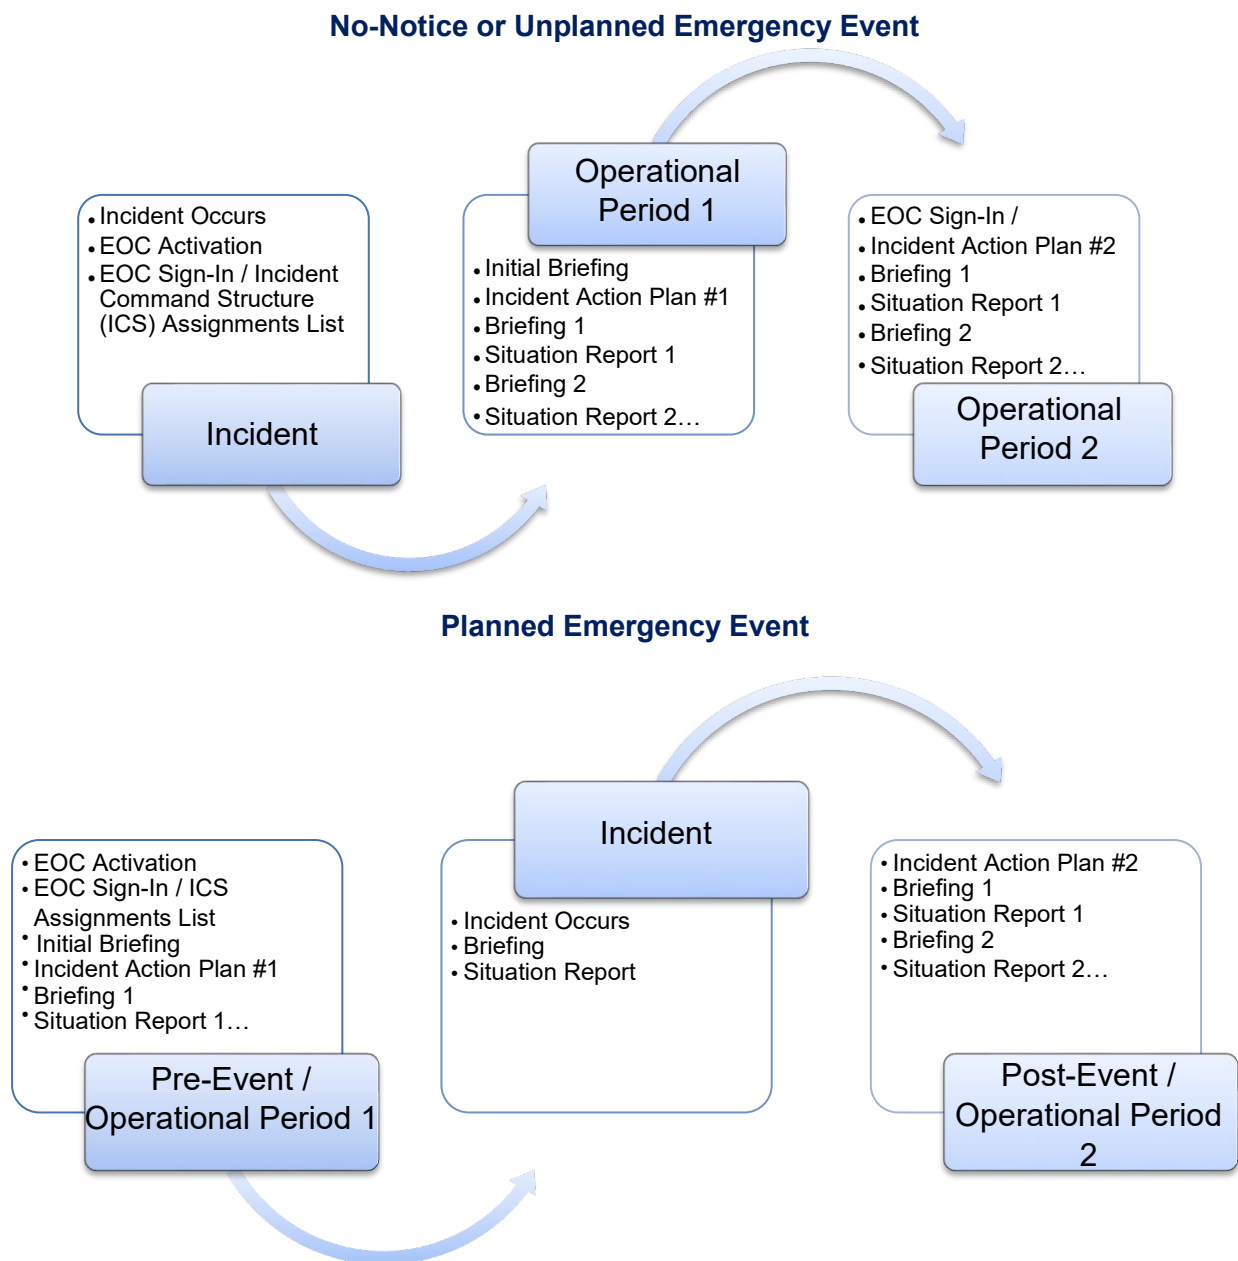 No-Notice or Unplanned Emergency Event
• Incident Occurs
• EOC Activation
• EOC Sign-In / Incident
Command Structure
(ICS) Assignments List
Incident
Operational
Period 1
• Initial Briefing
• Incident Action Plan #1
• Briefing 1
• Situation Report 1
• Briefing 2
• Situation Report 2…
• EOC Sign-In /
• Incident Action Plan #2
• Briefing 1
• Situation Report 1
• Briefing 2
• Situation Report 2…
Operational
Period 2
Planned Emergency Event
• EOC Activation
• EOC Sign-In / ICS
Assignments List
• Initial Briefing
• Incident Action Plan #1
• Briefing 1
• Situation Report 1…
Pre-Event /
Operational Period 1
Incident
• Incident Occurs
• Briefing
• Situation Report
• Incident Action Plan #2
• Briefing 1
• Situation Report 1
• Briefing 2
• Situation Report 2…
Post-Event /
Operational Period
2